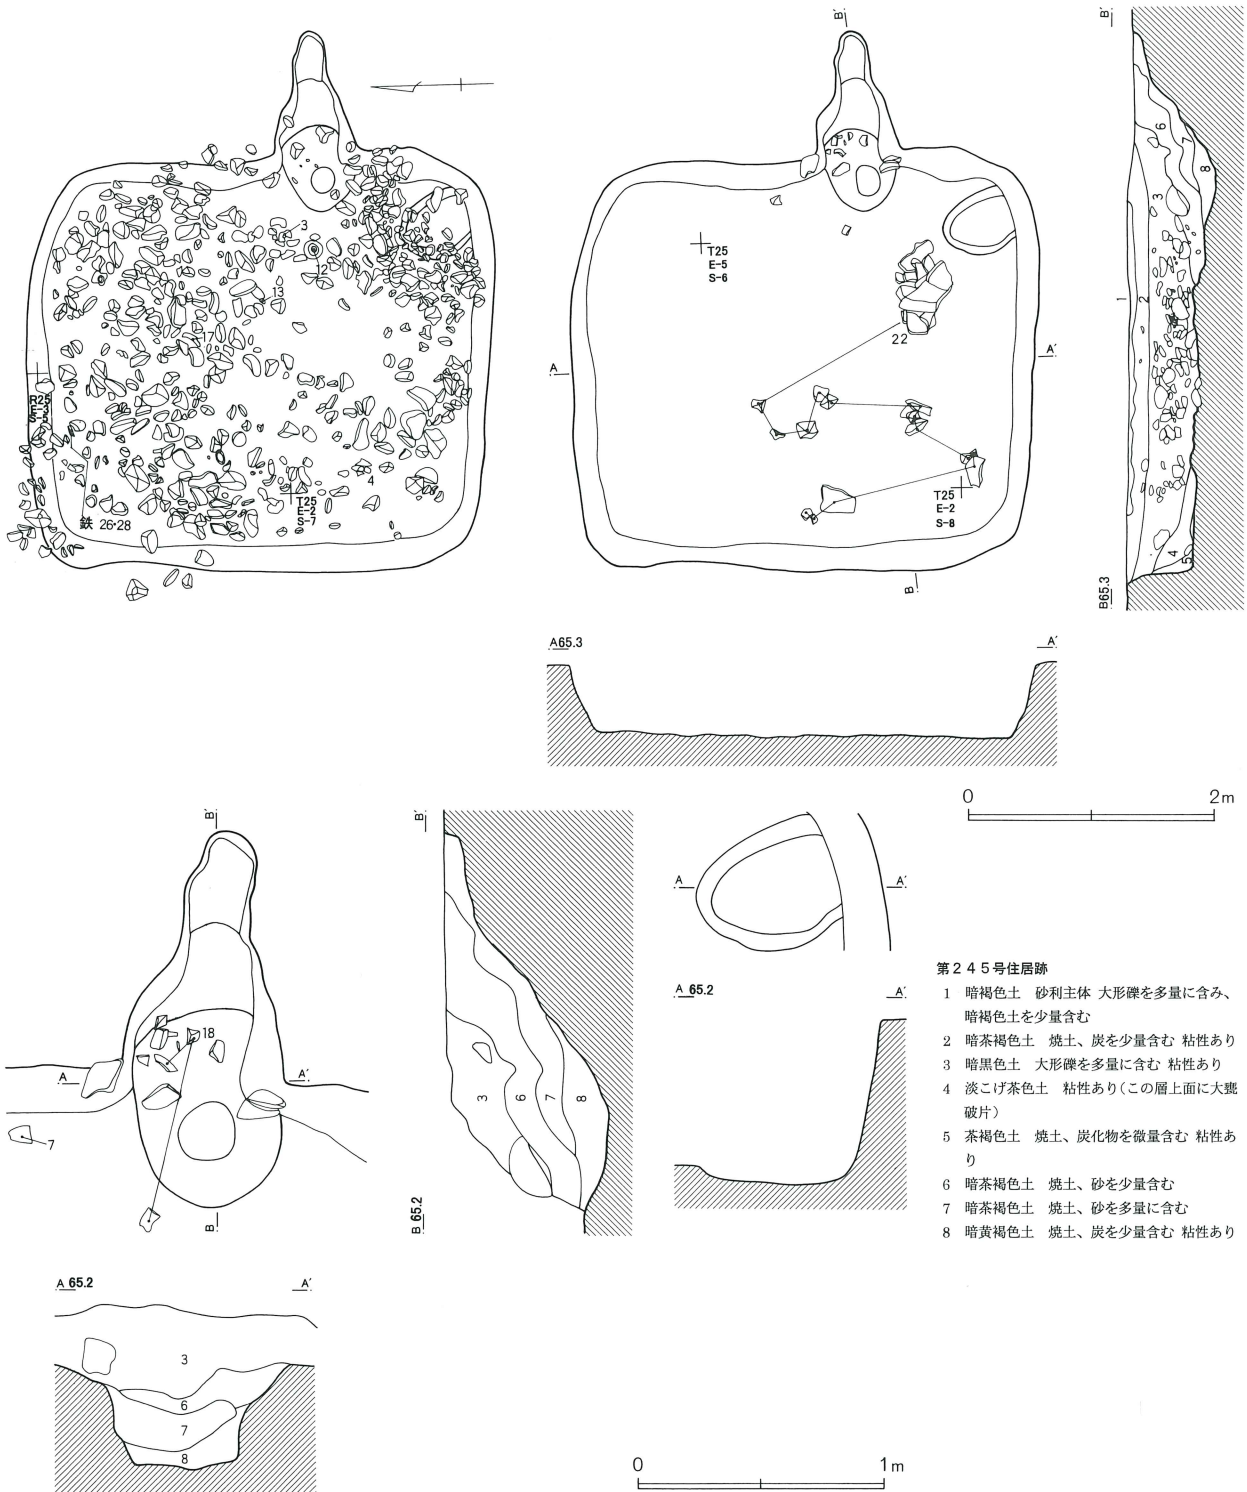 3
12
13
17
R25
E-3
S-5
4
T25
E-2
S-7
鉄 26・28
B'
T25
E-5
S-6
22
A
A'
T25
E-2
S-8
B
B'
6
7
8
3
1
2
4
5
B65.3
A65.3
A'
0
2m
B'
18
A
A'
7
B
B'
3
6
7
8
B 65.2
A
A'
A 65.2
A'
第245号住居跡
1 暗褐色土 砂利主体 大形礫を多量に含み、
暗褐色土を少量含む
2 暗茶褐色土 焼土、炭を少量含む 粘性あり
3 暗黒色土 大形礫を多量に含む 粘性あり
4 淡こげ茶色土 粘性あり(この層上面に大甕
破片)
5 茶褐色土 焼土、炭化物を微量含む 粘性あ
り
6 暗茶褐色土 焼土、砂を少量含む
7 暗茶褐色土 焼土、砂を多量に含む
8 暗黄褐色土 焼土、炭を少量含む 粘性あり
A 65.2
A'
3
6
7
8
0
1m